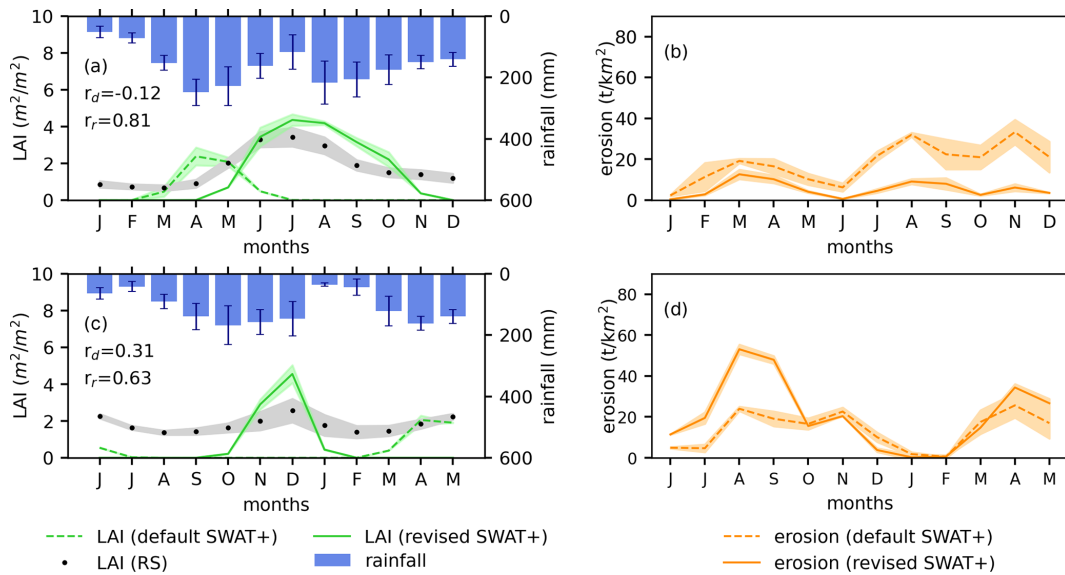 10
8
6
4
2
0
LAI (m²/m²)
(a)
r_d=-0.12
r_r=0.81
0
200
400
600
rainfall (mm)
J F M A M J J A S O N D
months
80
60
40
20
0
erosion (t/km²)
(b)
J F M A M J J A S O N D
months
10
8
6
4
2
0
LAI (m²/m²)
(c)
r_d=0.31
r_r=0.63
0
200
400
600
rainfall (mm)
J J A S O N D J F M A M
months
80
60
40
20
0
erosion (t/km²)
(d)
J J A S O N D J F M A M
months
LAI (default SWAT+)
LAI (RS)
LAI (revised SWAT+)
rainfall
erosion (default SWAT+)
erosion (revised SWAT+)